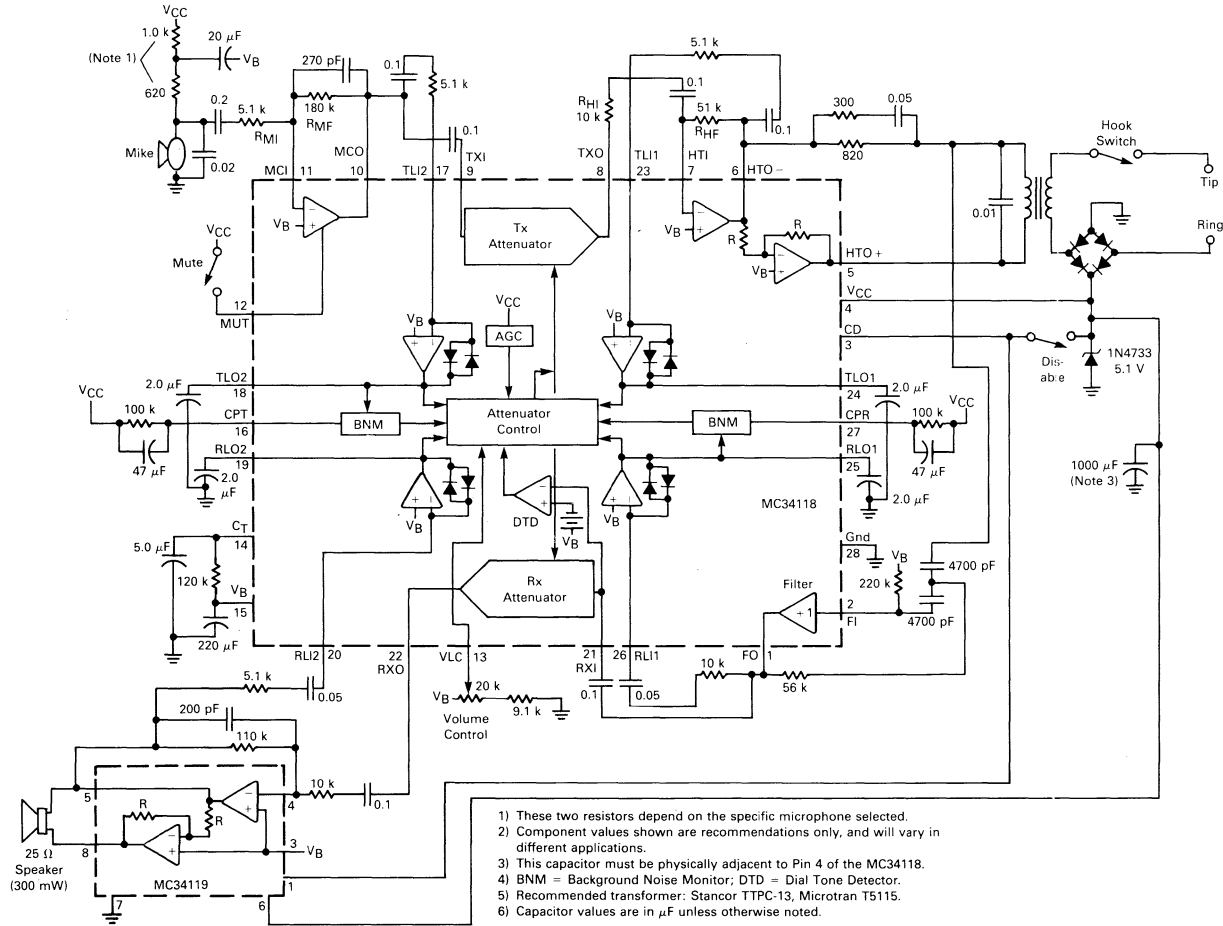 VCC
1.0 k
20 μF
(Note 1)
VB
620
0.2
5.1 k
RMI
Mike
0.02
270 pF
180 k
RMF
0.1
5.1 k
0.1
TXI
MCO
MCI 11
10
TLI2 17
9
5.1 k
0.1
RHI
10 k
51 k
RHF
0.1
TXO
TLI1
HTI
8
23
7
6
HTO –
300
0.05
820
Hook
Switch
Tip
Ring
0.01
VB
Tx
Attenuator
VB
R
R
VB
HTO +
5
VCC
4
CD
3
VCC
Mute
12
MUT
VB
VCC
AGC
VB
Dis-
able
1N4733
5.1 V
2.0 μF
TLO2
18
VCC
100 k
CPT
16
47 μF
BNM
Attenuator
Control
BNM
TLO1
24
2.0 μF
CPR
27
100 k
VCC
47 μF
RLO2
19
2.0
μF
RLO1
25
2.0 μF
1000 μF
(Note 3)
VB
DTD
VB
VB
MC34118
CT
14
5.0 μF
120 k
VB
15
220 μF
Gnd
28
VB
220 k
4700 pF
4700 pF
Rx
Attenuator
Filter
+ 1
2
FI
RLI2 20
22
RXO
VLC 13
21
RXI
26 RLI1
FO 1
5.1 k
0.05
200 pF
110 k
VB
20 k
9.1 k
Volume
Control
0.1
0.05
10 k
56 k
10 k
0.1
5
4
R
R
8
3
VB
25 Ω
Speaker
(300 mW)
MC34119
1
7
6
1) These two resistors depend on the specific microphone selected.
2) Component values shown are recommendations only, and will vary in
different applications.
3) This capacitor must be physically adjacent to Pin 4 of the MC34118.
4) BNM = Background Noise Monitor; DTD = Dial Tone Detector.
5) Recommended transformer: Stancor TTPC-13, Microtran T5115.
6) Capacitor values are in μF unless otherwise noted.